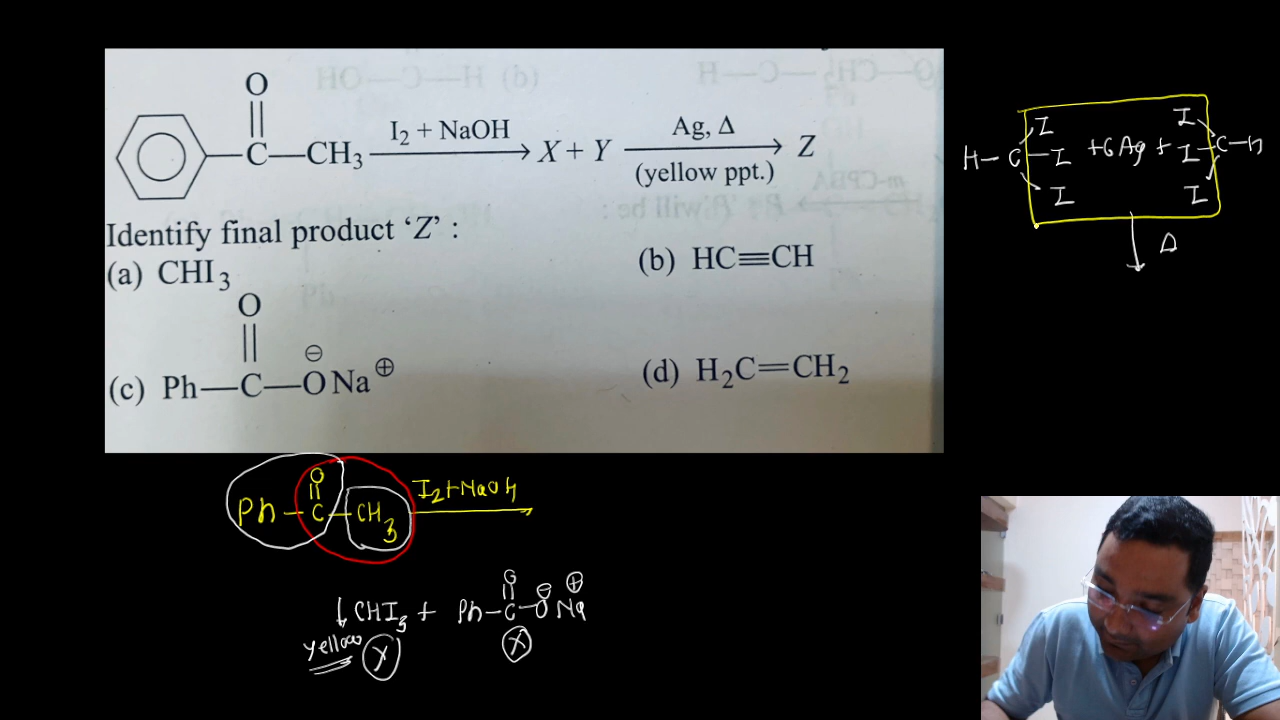 O
||
C—CH3 I2 + NaOH X + Y Ag, Δ Z
(yellow ppt.)
Identify final product ‘Z’ :
(a) CHI3
(b) HC≡CH
O
||
(c) Ph—C—O⊖Na⊕
(d) H2C=CH2
I I
H–C–I +6Ag+ I–C–H
I I
Δ
O
||
Ph–C–CH3 I2+NaOH
O
||
↓CHI3 + Ph–C–O⊖Na⊕
yellow Y X